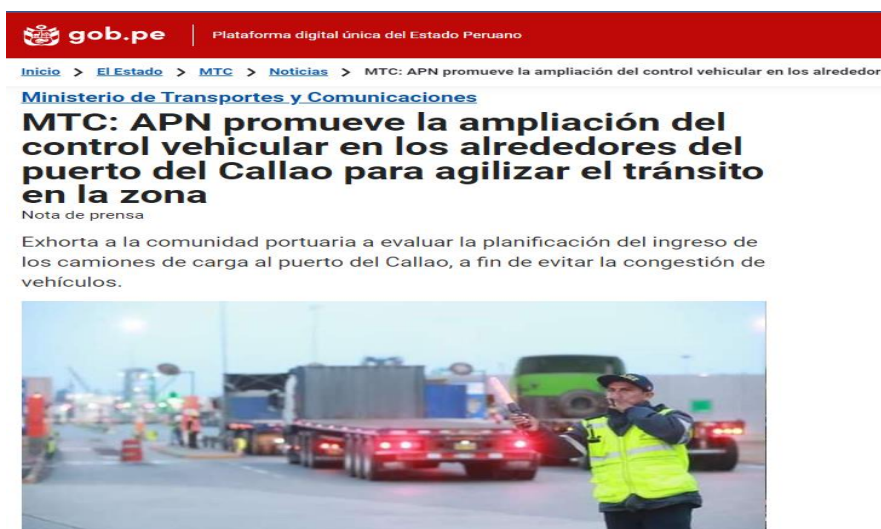 gob.pe | Plataforma digital única del Estado Peruano
Inicio > El Estado > MTC > Noticias > MTC: APN promueve la ampliación del control vehicular en los alrededor
Ministerio de Transportes y Comunicaciones
MTC: APN promueve la ampliación del
control vehicular en los alrededores del
puerto del Callao para agilizar el tránsito
en la zona
Nota de prensa
Exhorta a la comunidad portuaria a evaluar la planificación del ingreso de
los camiones de carga al puerto del Callao, a fin de evitar la congestión de
vehículos.